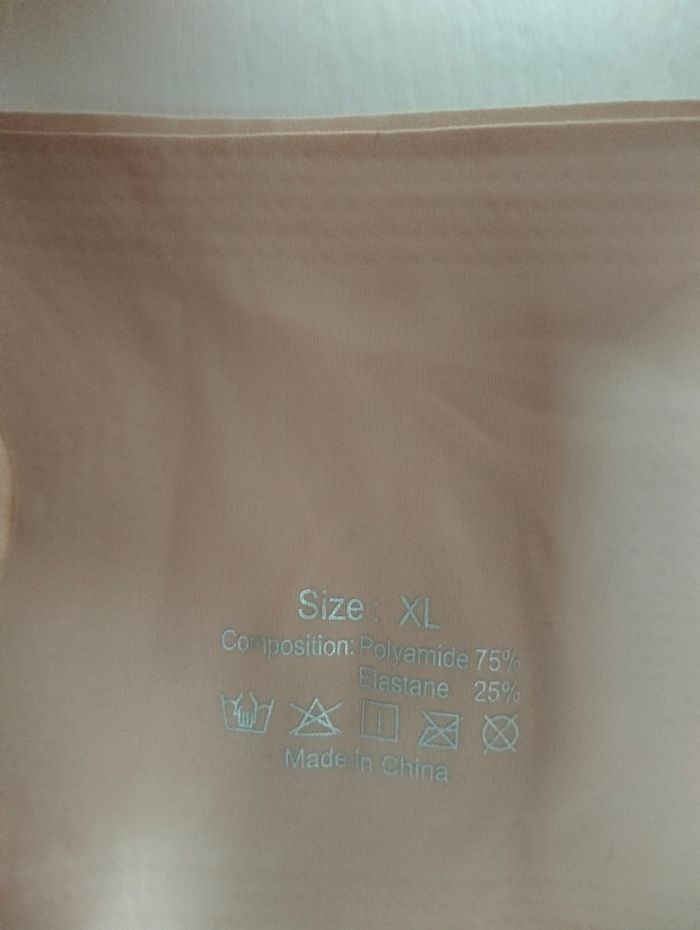 Size : XL
Composition: Polyamide 75%
Elastane 25%
Made in China